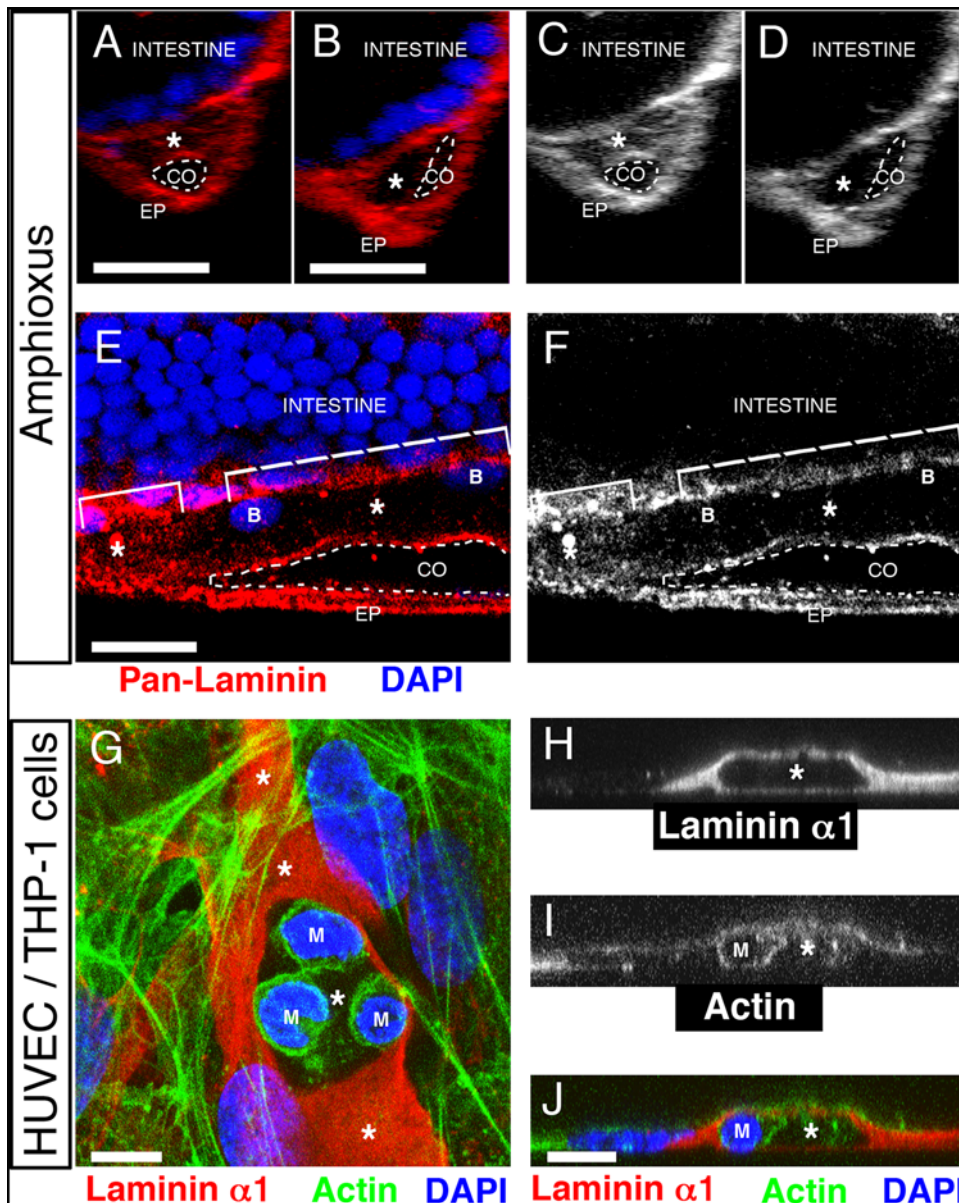 Amphioxus
A
INTESTINE
*
CO
EP
B
INTESTINE
*
CO
EP
C
INTESTINE
*
CO
EP
D
INTESTINE
*
CO
EP
E
INTESTINE
B
B
*
*
CO
EP
F
INTESTINE
B
B
*
*
CO
EP
Pan-Laminin DAPI
HUVEC / THP-1 cells
G
*
*
M
*
M
M
*
H
*
Laminin α1
I
M
*
Actin
J
M
*
Laminin α1 Actin DAPI
Laminin α1 Actin DAPI